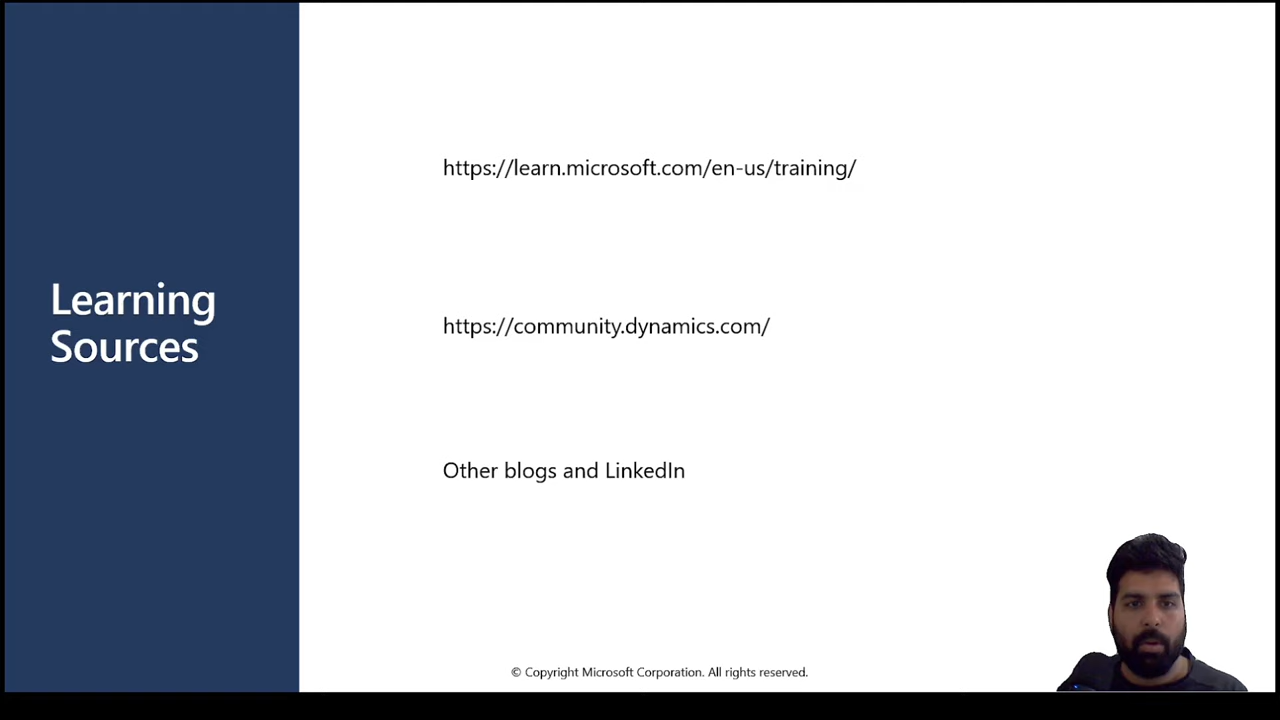 Learning
Sources
https://learn.microsoft.com/en-us/training/
https://community.dynamics.com/
Other blogs and LinkedIn
© Copyright Microsoft Corporation. All rights reserved.